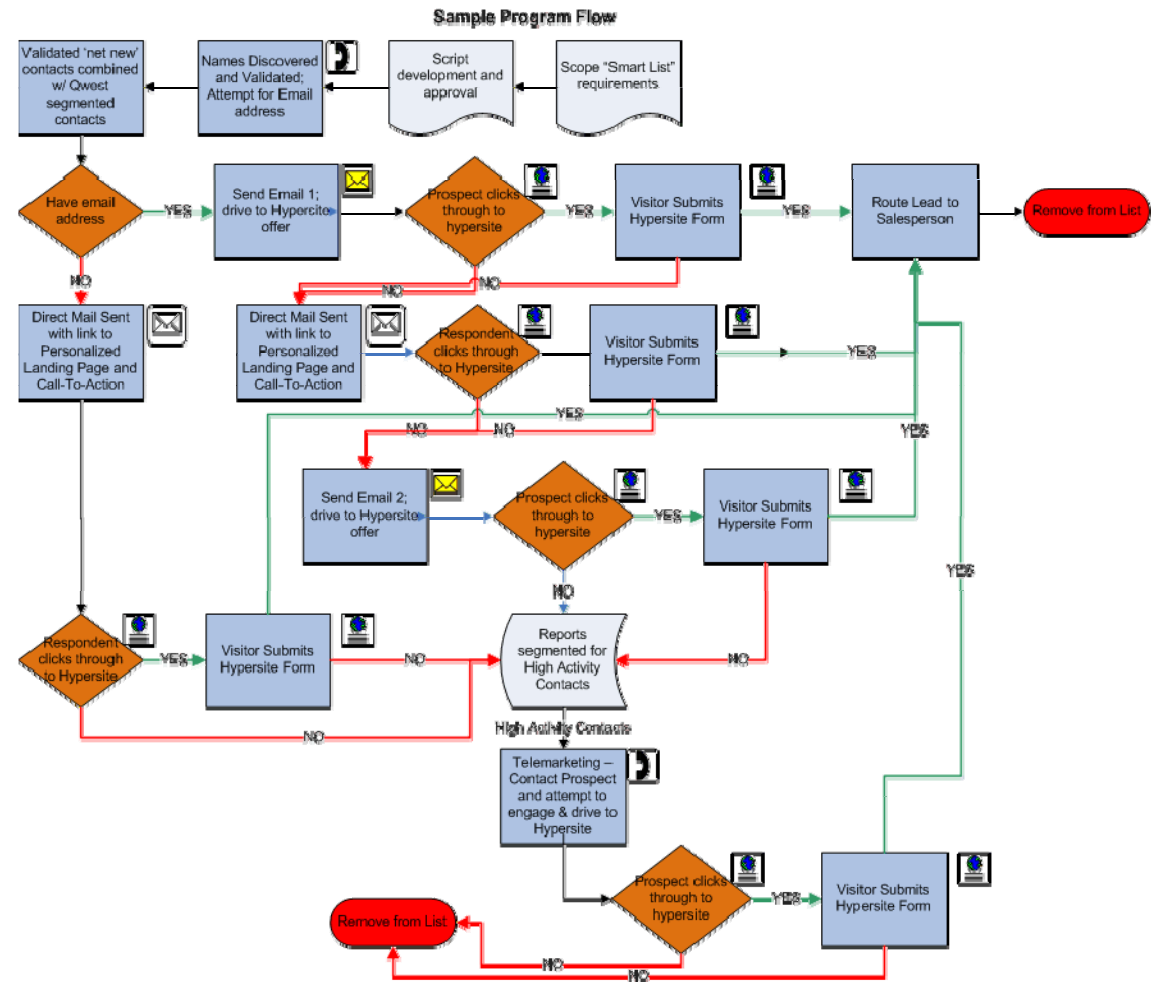 Sample Program Flow
Validated ‘net new’
contacts combined
w/ Qwest
segmented
contacts
Names Discovered
and Validated;
Attempt for Email
address
Script
development and
approval
Scope “Smart List”
requirements
Have email
address
YES
Send Email 1;
drive to Hypersite
offer
Prospect clicks
through to
hypersite
YES
Visitor Submits
Hypersite Form
YES
Route Lead to
Salesperson
Remove from List
NO
NO
NO
Direct Mail Sent
with link to
Personalized
Landing Page and
Call-To-Action
Direct Mail Sent
with link to
Personalized
Landing Page and
Call-To-Action
Respondent
clicks through
to Hypersite
Visitor Submits
Hypersite Form
YES
YES
NO
NO
YES
Send Email 2;
drive to Hypersite
offer
Prospect clicks
through to
hypersite
YES
Visitor Submits
Hypersite Form
YES
NO
Respondent
clicks through
to Hypersite
YES
Visitor Submits
Hypersite Form
NO
Reports
segmented for
High Activity
Contacts
NO
NO
High Activity Contacts
Telemarketing –
Contact Prospect
and attempt to
engage & drive to
Hypersite
Prospect clicks
through to
hypersite
YES
Visitor Submits
Hypersite Form
Remove from List
NO
NO